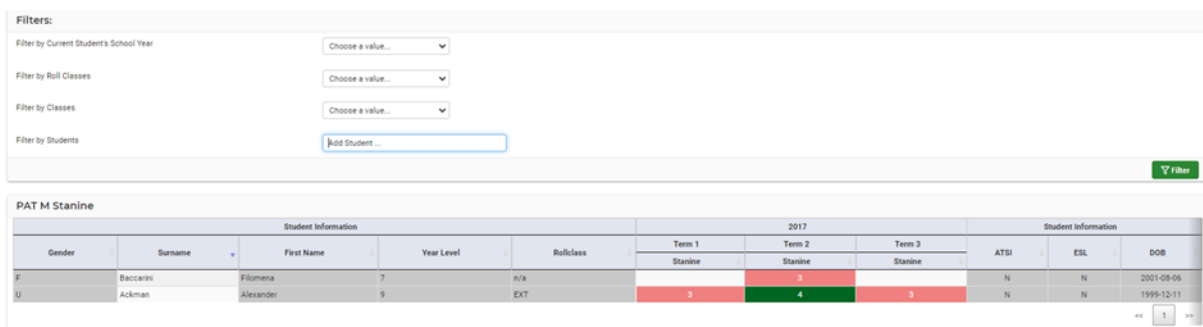 Filters:
Filter by Current Student's School Year Choose a value...
Filter by Roll Classes Choose a value...
Filter by Classes Choose a value...
Filter by Students Add Student ...
Filter
PAT M Stanine
Student Information 2017 Student Information
Gender Surname First Name Year Level Rollclass Term 1 Term 2 Term 3 ATSI ESL DOB
Stanine Stanine Stanine
F Baccarini Filomena 7 n/a 3 N N 2001-08-06
U Ackman Alexander 9 EXT 3 4 3 N N 1999-12-11
<< 1 >>